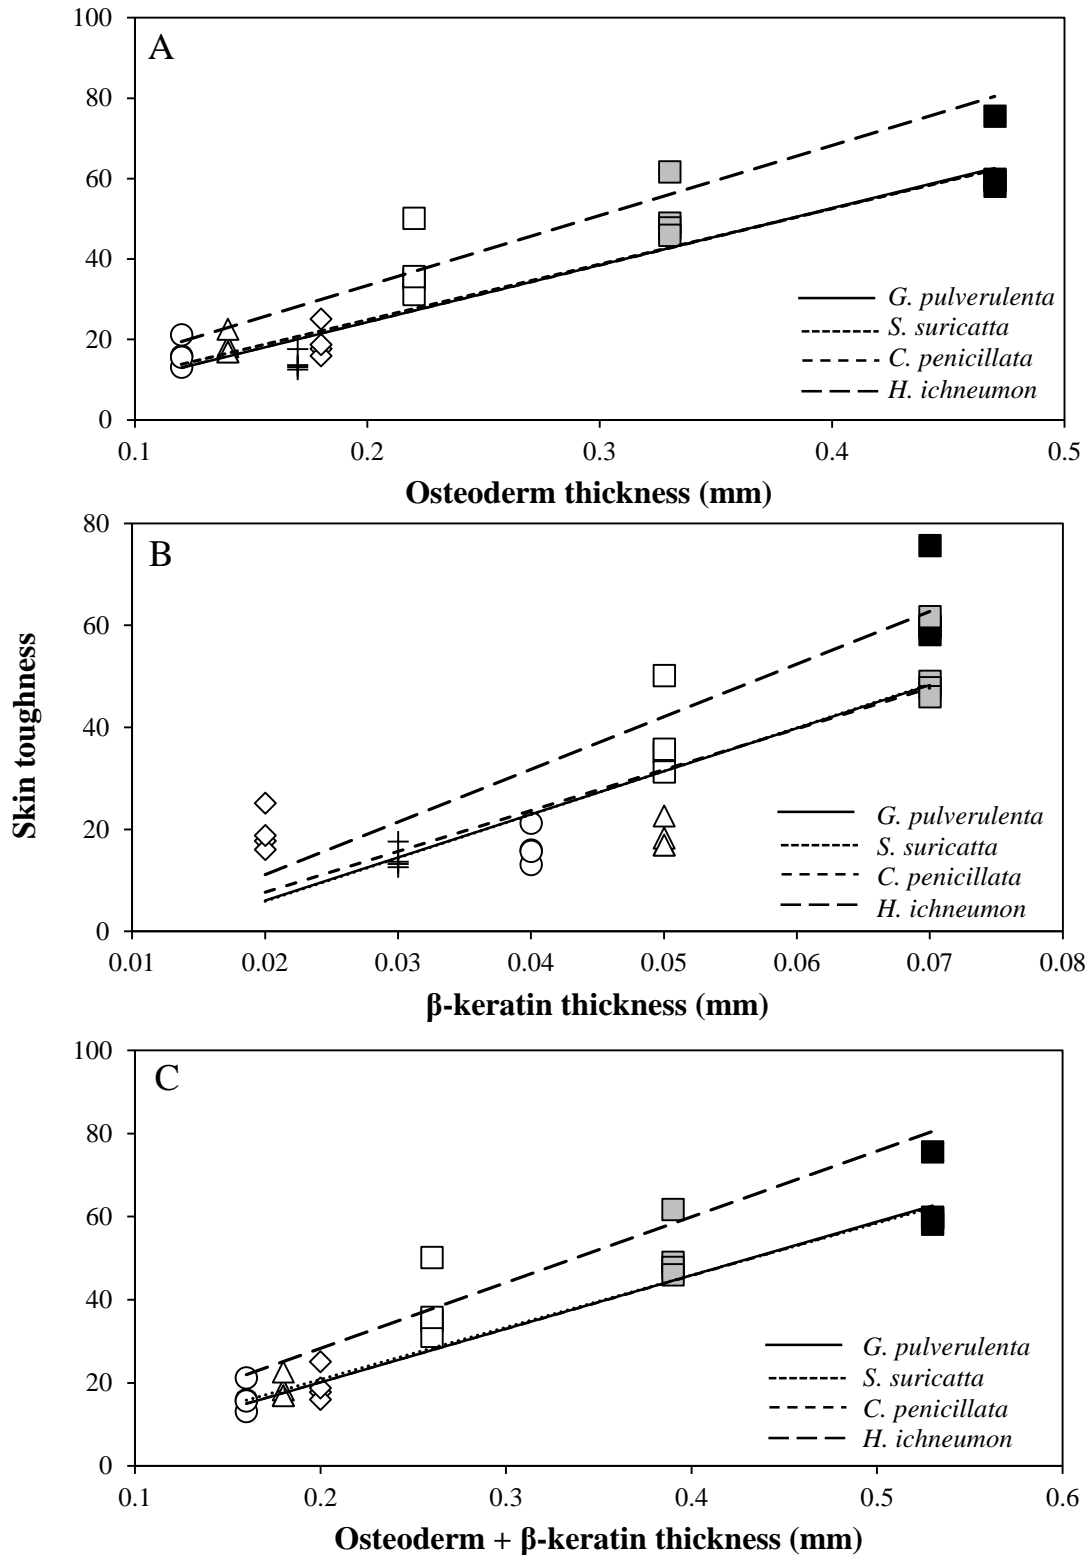 100
80
60
40
20
0
A
G. pulverulenta
S. suricatta
C. penicillata
H. ichneumon
0.1 0.2 0.3 0.4 0.5
Osteoderm thickness (mm)
Skin toughness
80
60
40
20
0
B
G. pulverulenta
S. suricatta
C. penicillata
H. ichneumon
0.01 0.02 0.03 0.04 0.05 0.06 0.07 0.08
β-keratin thickness (mm)
100
80
60
40
20
0
C
G. pulverulenta
S. suricatta
C. penicillata
H. ichneumon
0.1 0.2 0.3 0.4 0.5 0.6
Osteoderm + β-keratin thickness (mm)